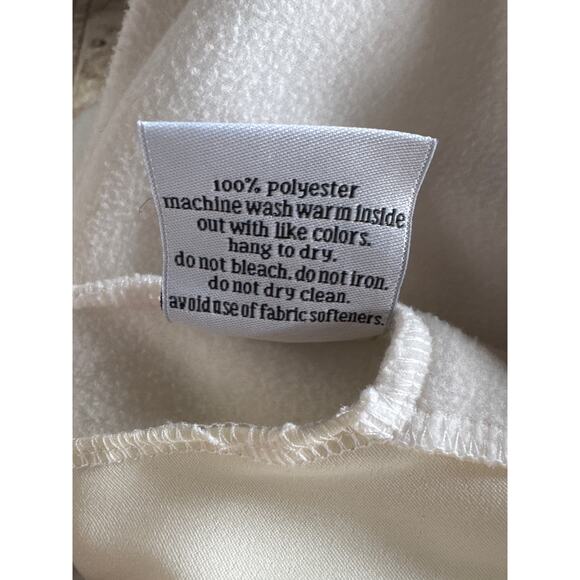 100% polyester
machine wash warm inside
out with like colors.
hang to dry.
do not bleach. do not iron.
do not dry clean.
avoid use of fabric softeners.